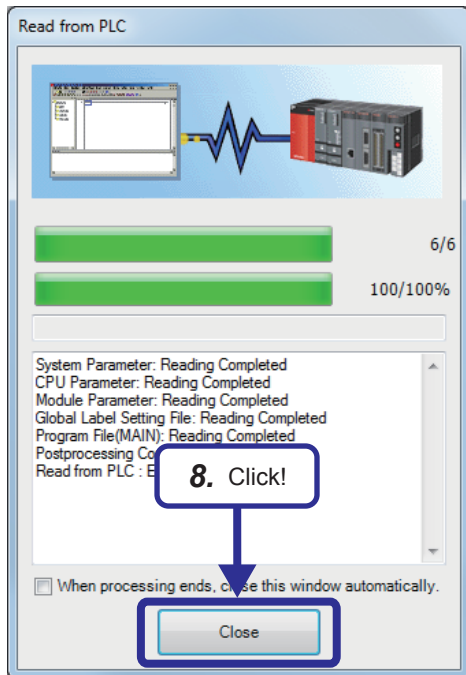 Read from PLC
6/6
100/100%
System Parameter: Reading Completed
CPU Parameter: Reading Completed
Module Parameter: Reading Completed
Global Label Setting File: Reading Completed
Program File(MAIN): Reading Completed
Postprocessing Co
Read from PLC : E
8. Click!
When processing ends, close this window automatically.
Close